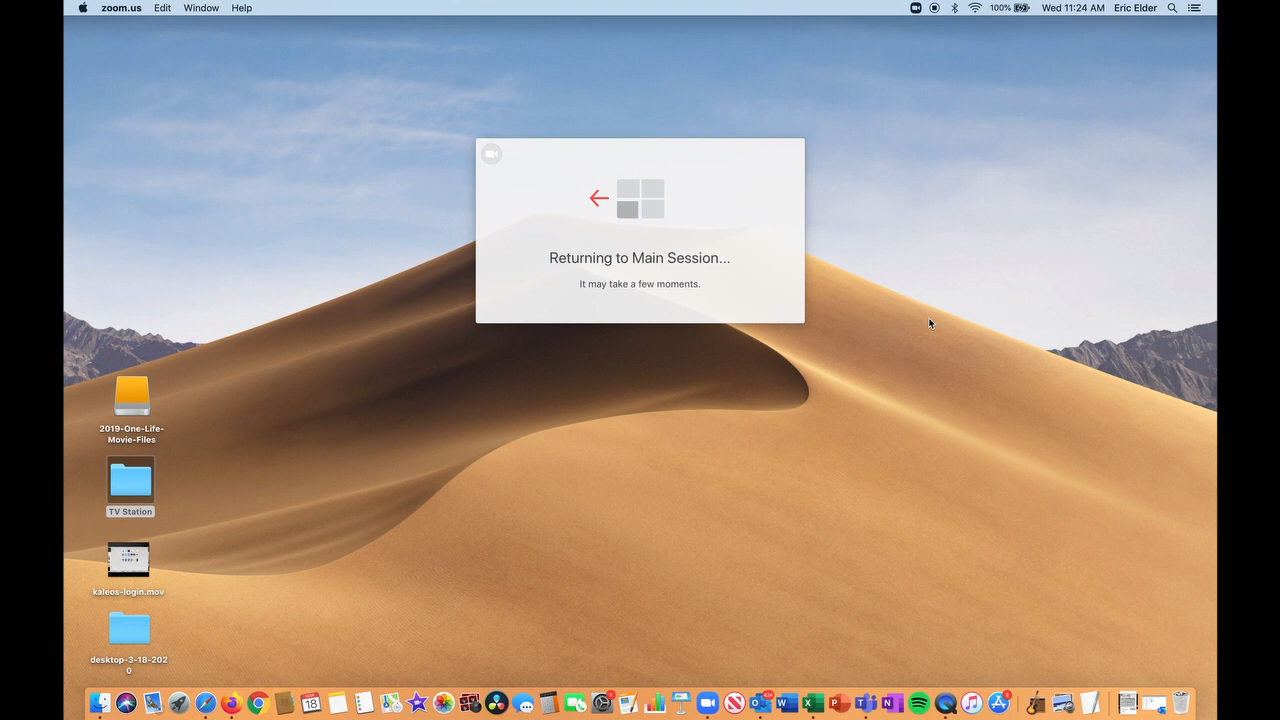 zoom.us Edit Window Help 100% Wed 11:24 AM Eric Elder
Returning to Main Session...
It may take a few moments.
2019-One-Life-
Movie-Files
TV Station
kaleos-login.mov
desktop-3-18-202
0
18